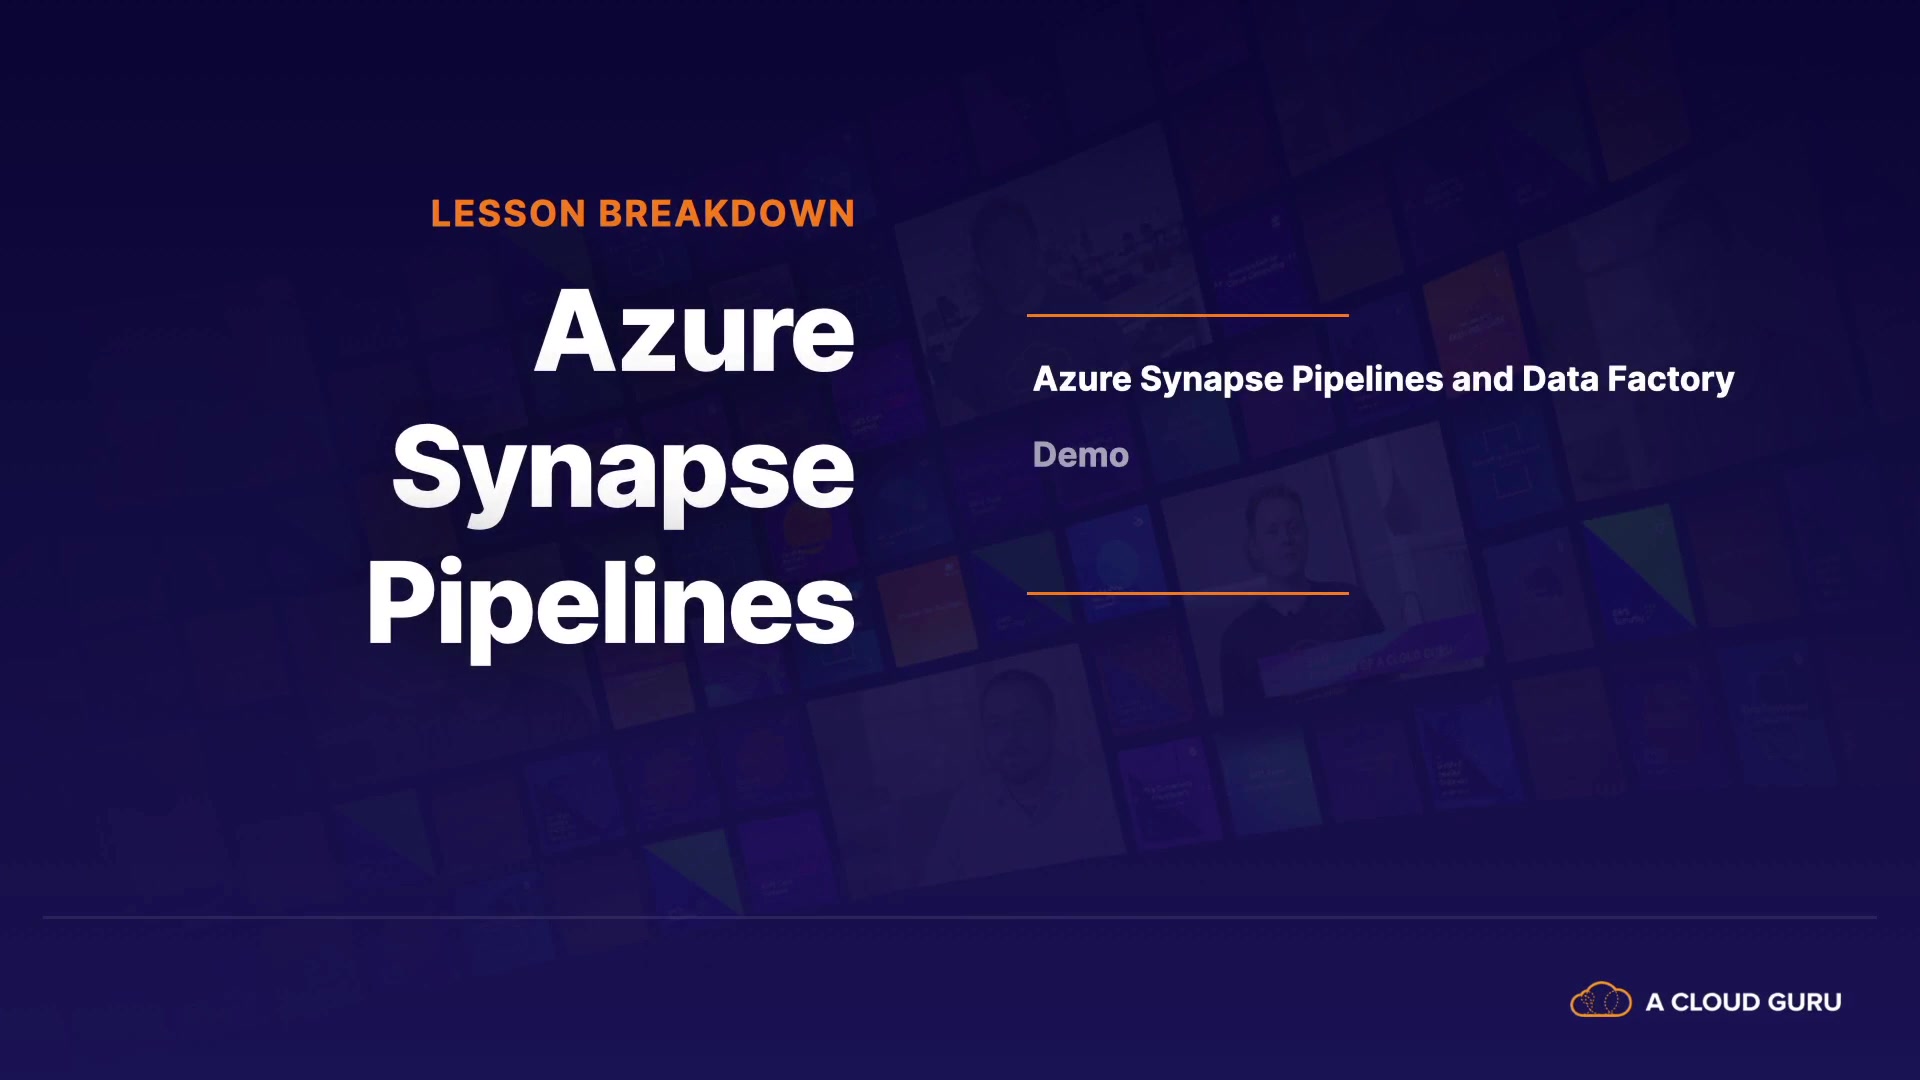 LESSON BREAKDOWN
Azure
Synapse
Pipelines
Azure Synapse Pipelines and Data Factory
Demo
A CLOUD GURU